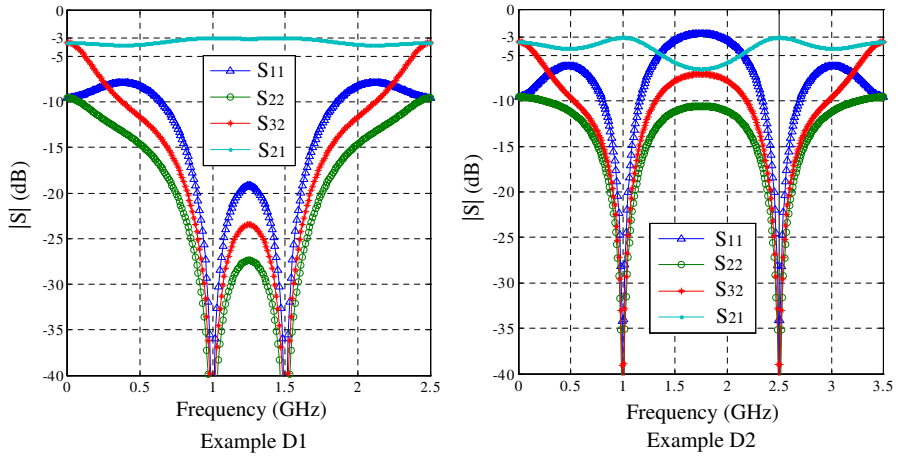 0
-3
-5
-10
-15
-20
-25
-30
-35
-40
|S| (dB)
S11
S22
S32
S21
0
0.5
1
1.5
2
2.5
Frequency (GHz)
Example D1
0
-3
-5
-10
-15
-20
-25
-30
-35
-40
|S| (dB)
S11
S22
S32
S21
0
0.5
1
1.5
2
2.5
3
3.5
Frequency (GHz)
Example D2